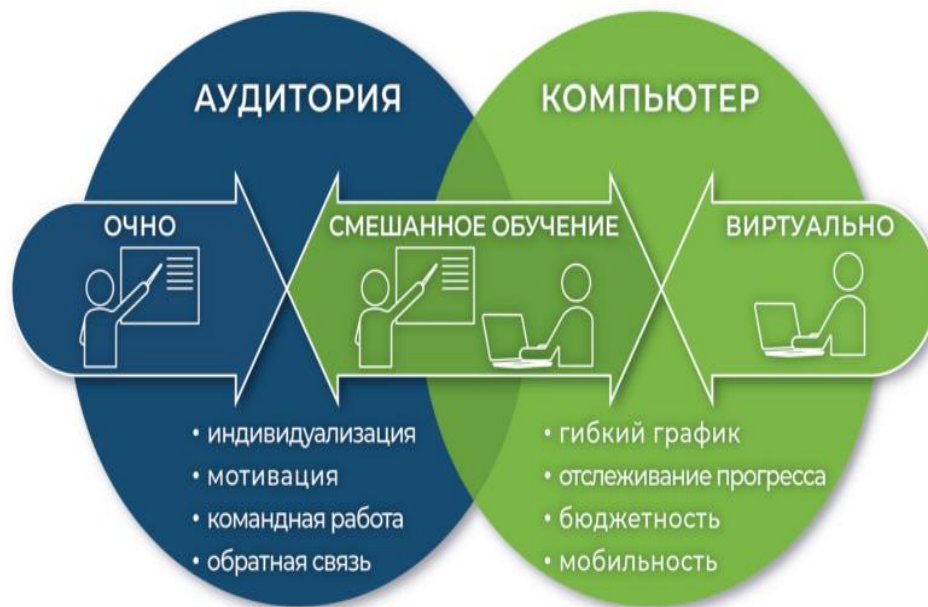 АУДИТОРИЯ
КОМПЬЮТЕР
ОЧНО
СМЕШАННОЕ ОБУЧЕНИЕ
ВИРТУАЛЬНО
• индивидуализация
• мотивация
• командная работа
• обратная связь
• гибкий график
• отслеживание прогресса
• бюджетность
• мобильность